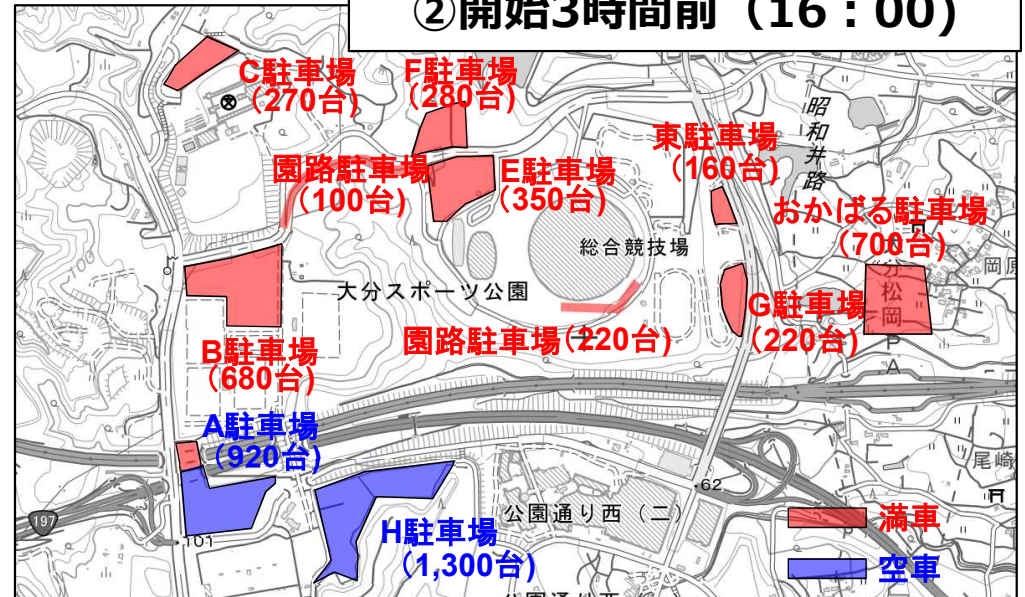 ②開始3時間前（16：00）
C駐車場
（270台）
F駐車場
（280台）
昭和井路
東駐車場
（160台）
園路駐車場
（100台）
E駐車場
（350台）
おかばる駐車場
（700台）
総合競技場
岡原
大分スポーツ公園
大分松岡PA
G駐車場
（220台）
園路駐車場（220台）
B駐車場
（680台）
A駐車場
（920台）
尾崎
62
197
公園通り西（二）
満車
101
H駐車場
（1,300台）
空車